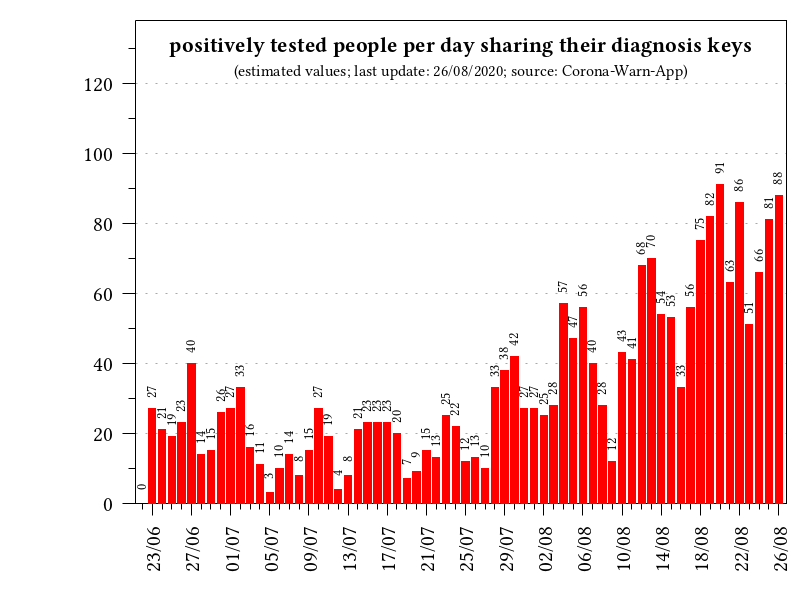 positively tested people per day sharing their diagnosis keys
(estimated values; last update: 26/08/2020; source: Corona-Warn-App)
120
100
80
60
40
20
0
0 27 21 19 23 40 14 15 26 27 33 16 11 3 10 14 8 15 27 19 4 8 21 23 23 23 20 7 9 15 13 25 22 12 13 10 33 38 42 27 27 25 28 57 47 56 40 28 12 43 41 68 70 54 53 33 56 75 82 91 63 86 51 66 81 88
23/06 27/06 01/07 05/07 09/07 13/07 17/07 21/07 25/07 29/07 02/08 06/08 10/08 14/08 18/08 22/08 26/08